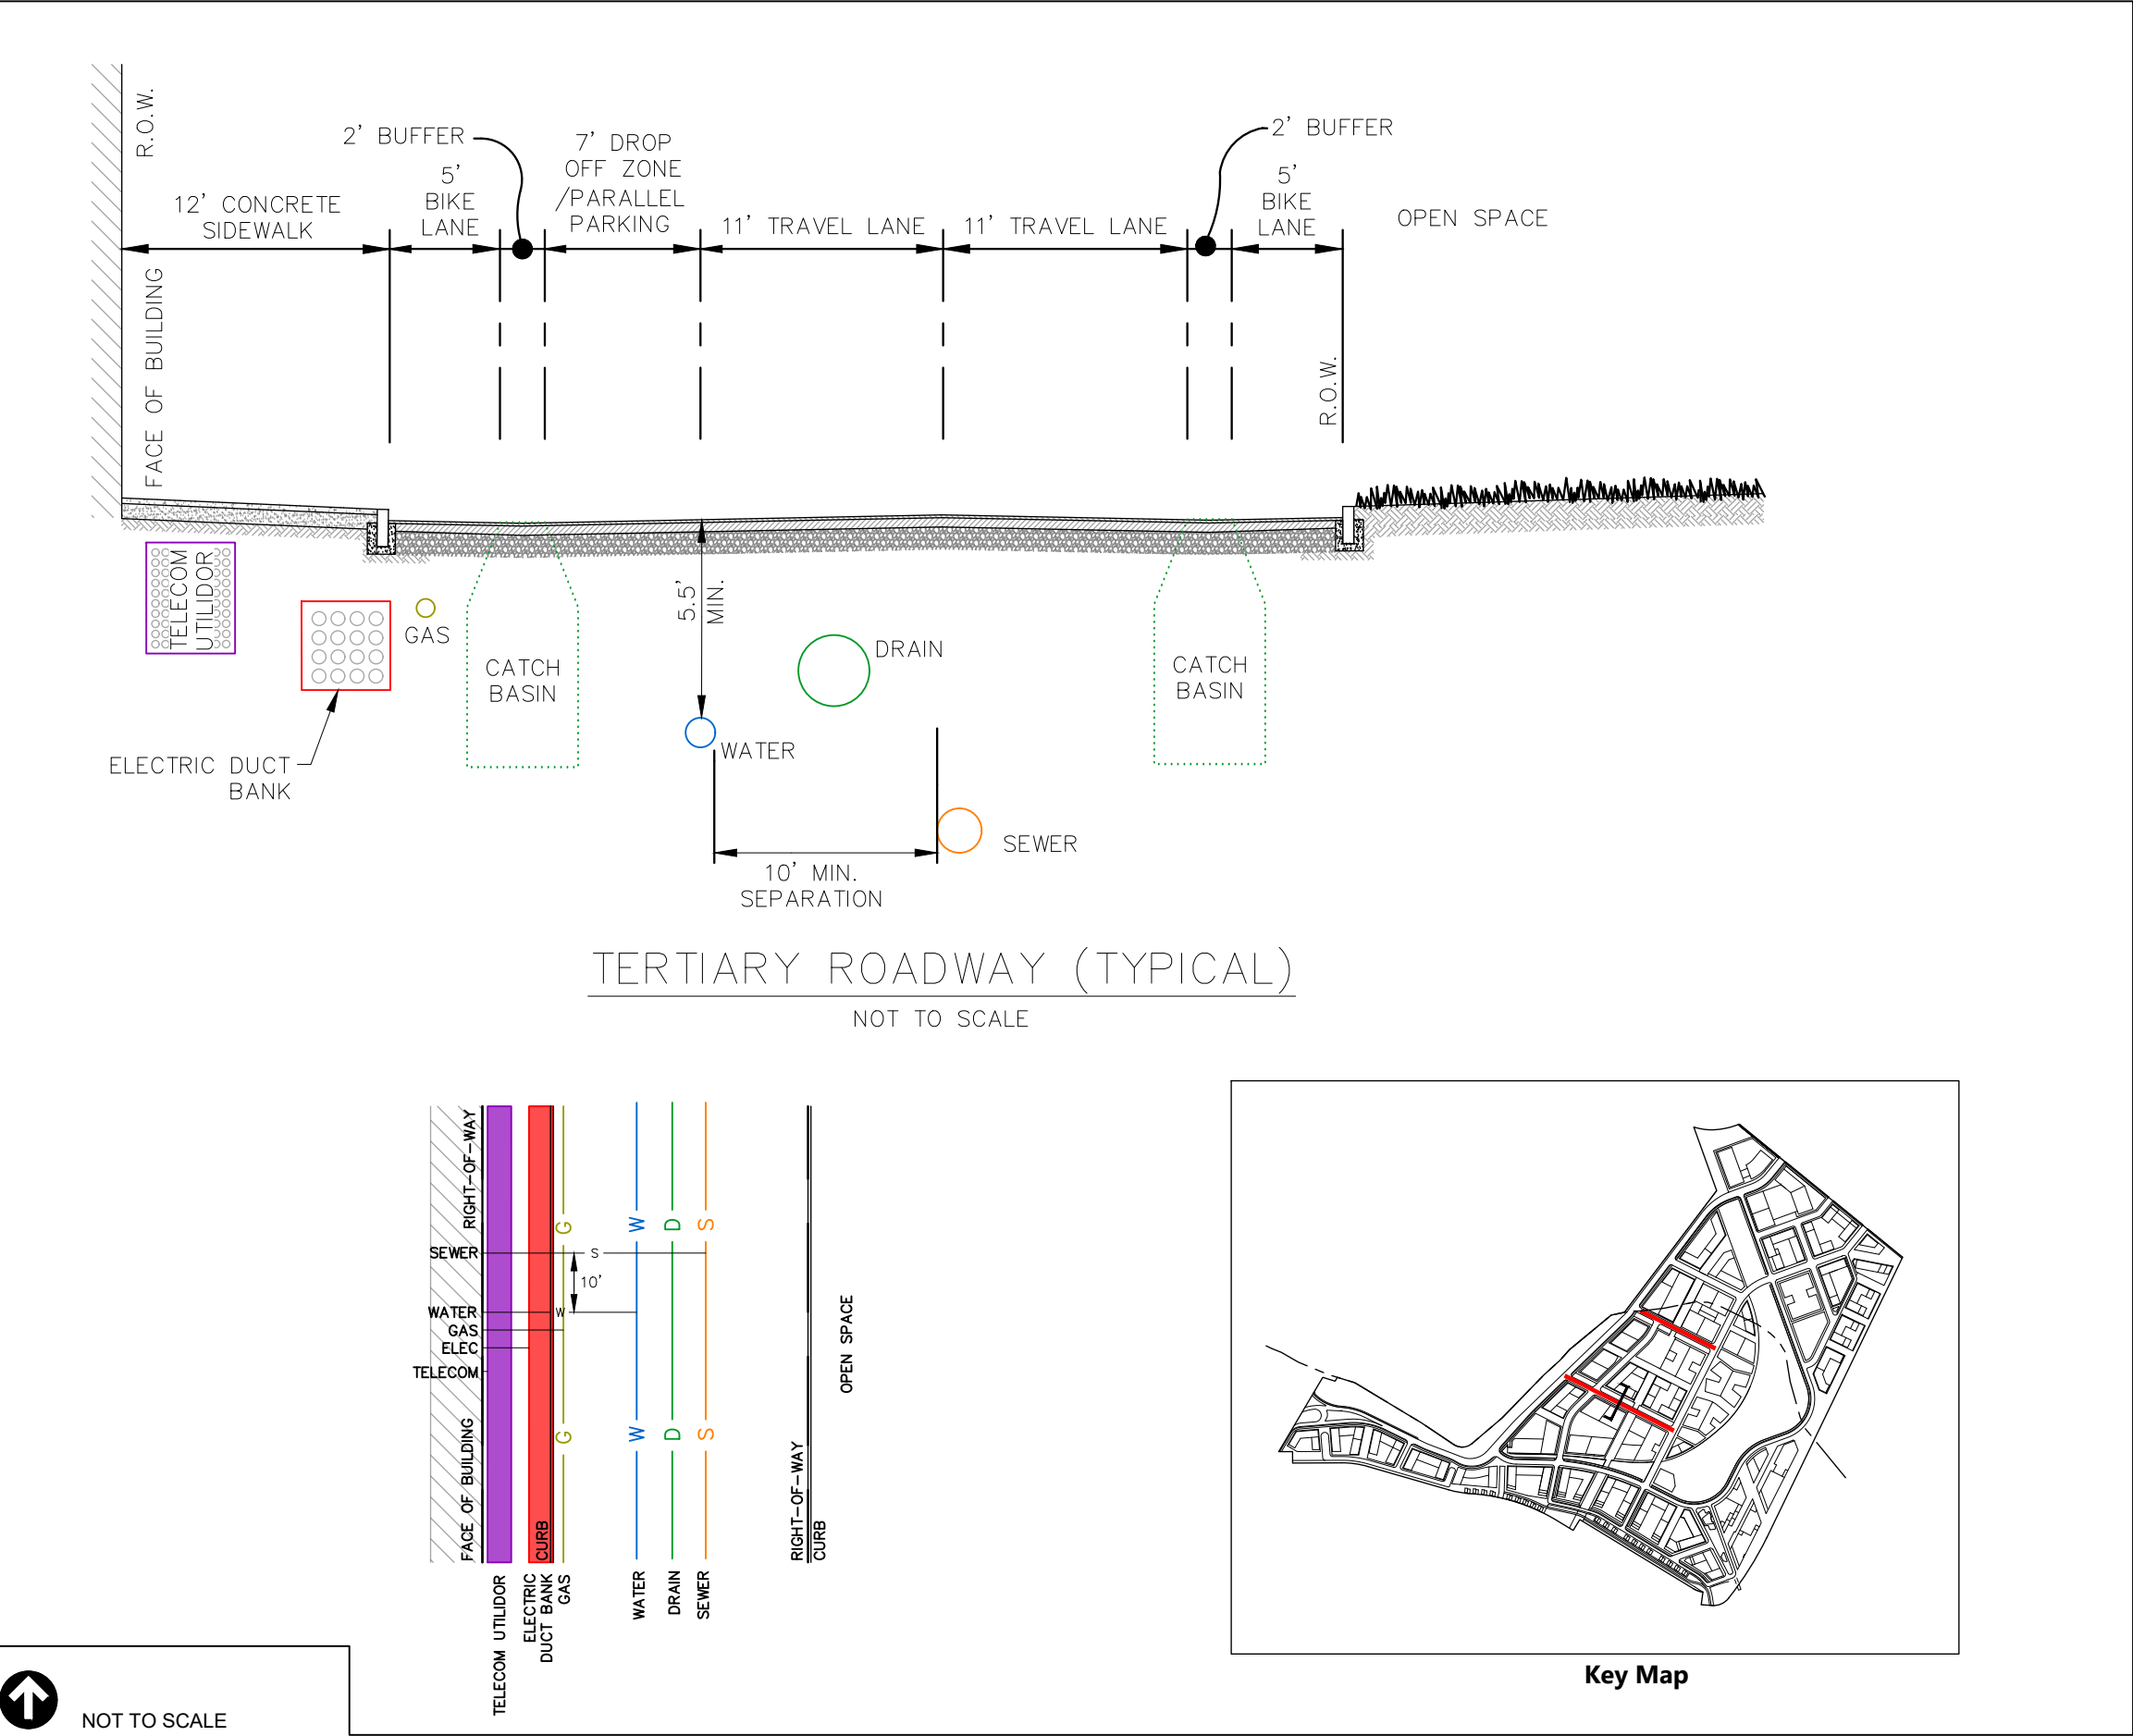 R.O.W.
2' BUFFER
7' DROP
OFF ZONE
/PARALLEL
PARKING
2' BUFFER
12' CONCRETE
SIDEWALK
5'
BIKE
LANE
11' TRAVEL LANE
11' TRAVEL LANE
5'
BIKE
LANE
OPEN SPACE
FACE OF BUILDING
R.O.W.
TELECOM
UTILIDOR
GAS
5.5'
MIN.
DRAIN
CATCH
BASIN
CATCH
BASIN
WATER
ELECTRIC DUCT
BANK
SEWER
10' MIN.
SEPARATION
TERTIARY ROADWAY (TYPICAL)
NOT TO SCALE
RIGHT-OF-WAY
G
W
D
S
SEWER
S
10'
WATER
W
GAS
ELEC
TELECOM
OPEN SPACE
G
W
D
S
FACE OF BUILDING
CURB
RIGHT-OF-WAY
CURB
TELECOM UTILIDOR
ELECTRIC
DUCT BANK
GAS
WATER
DRAIN
SEWER
Key Map
NOT TO SCALE